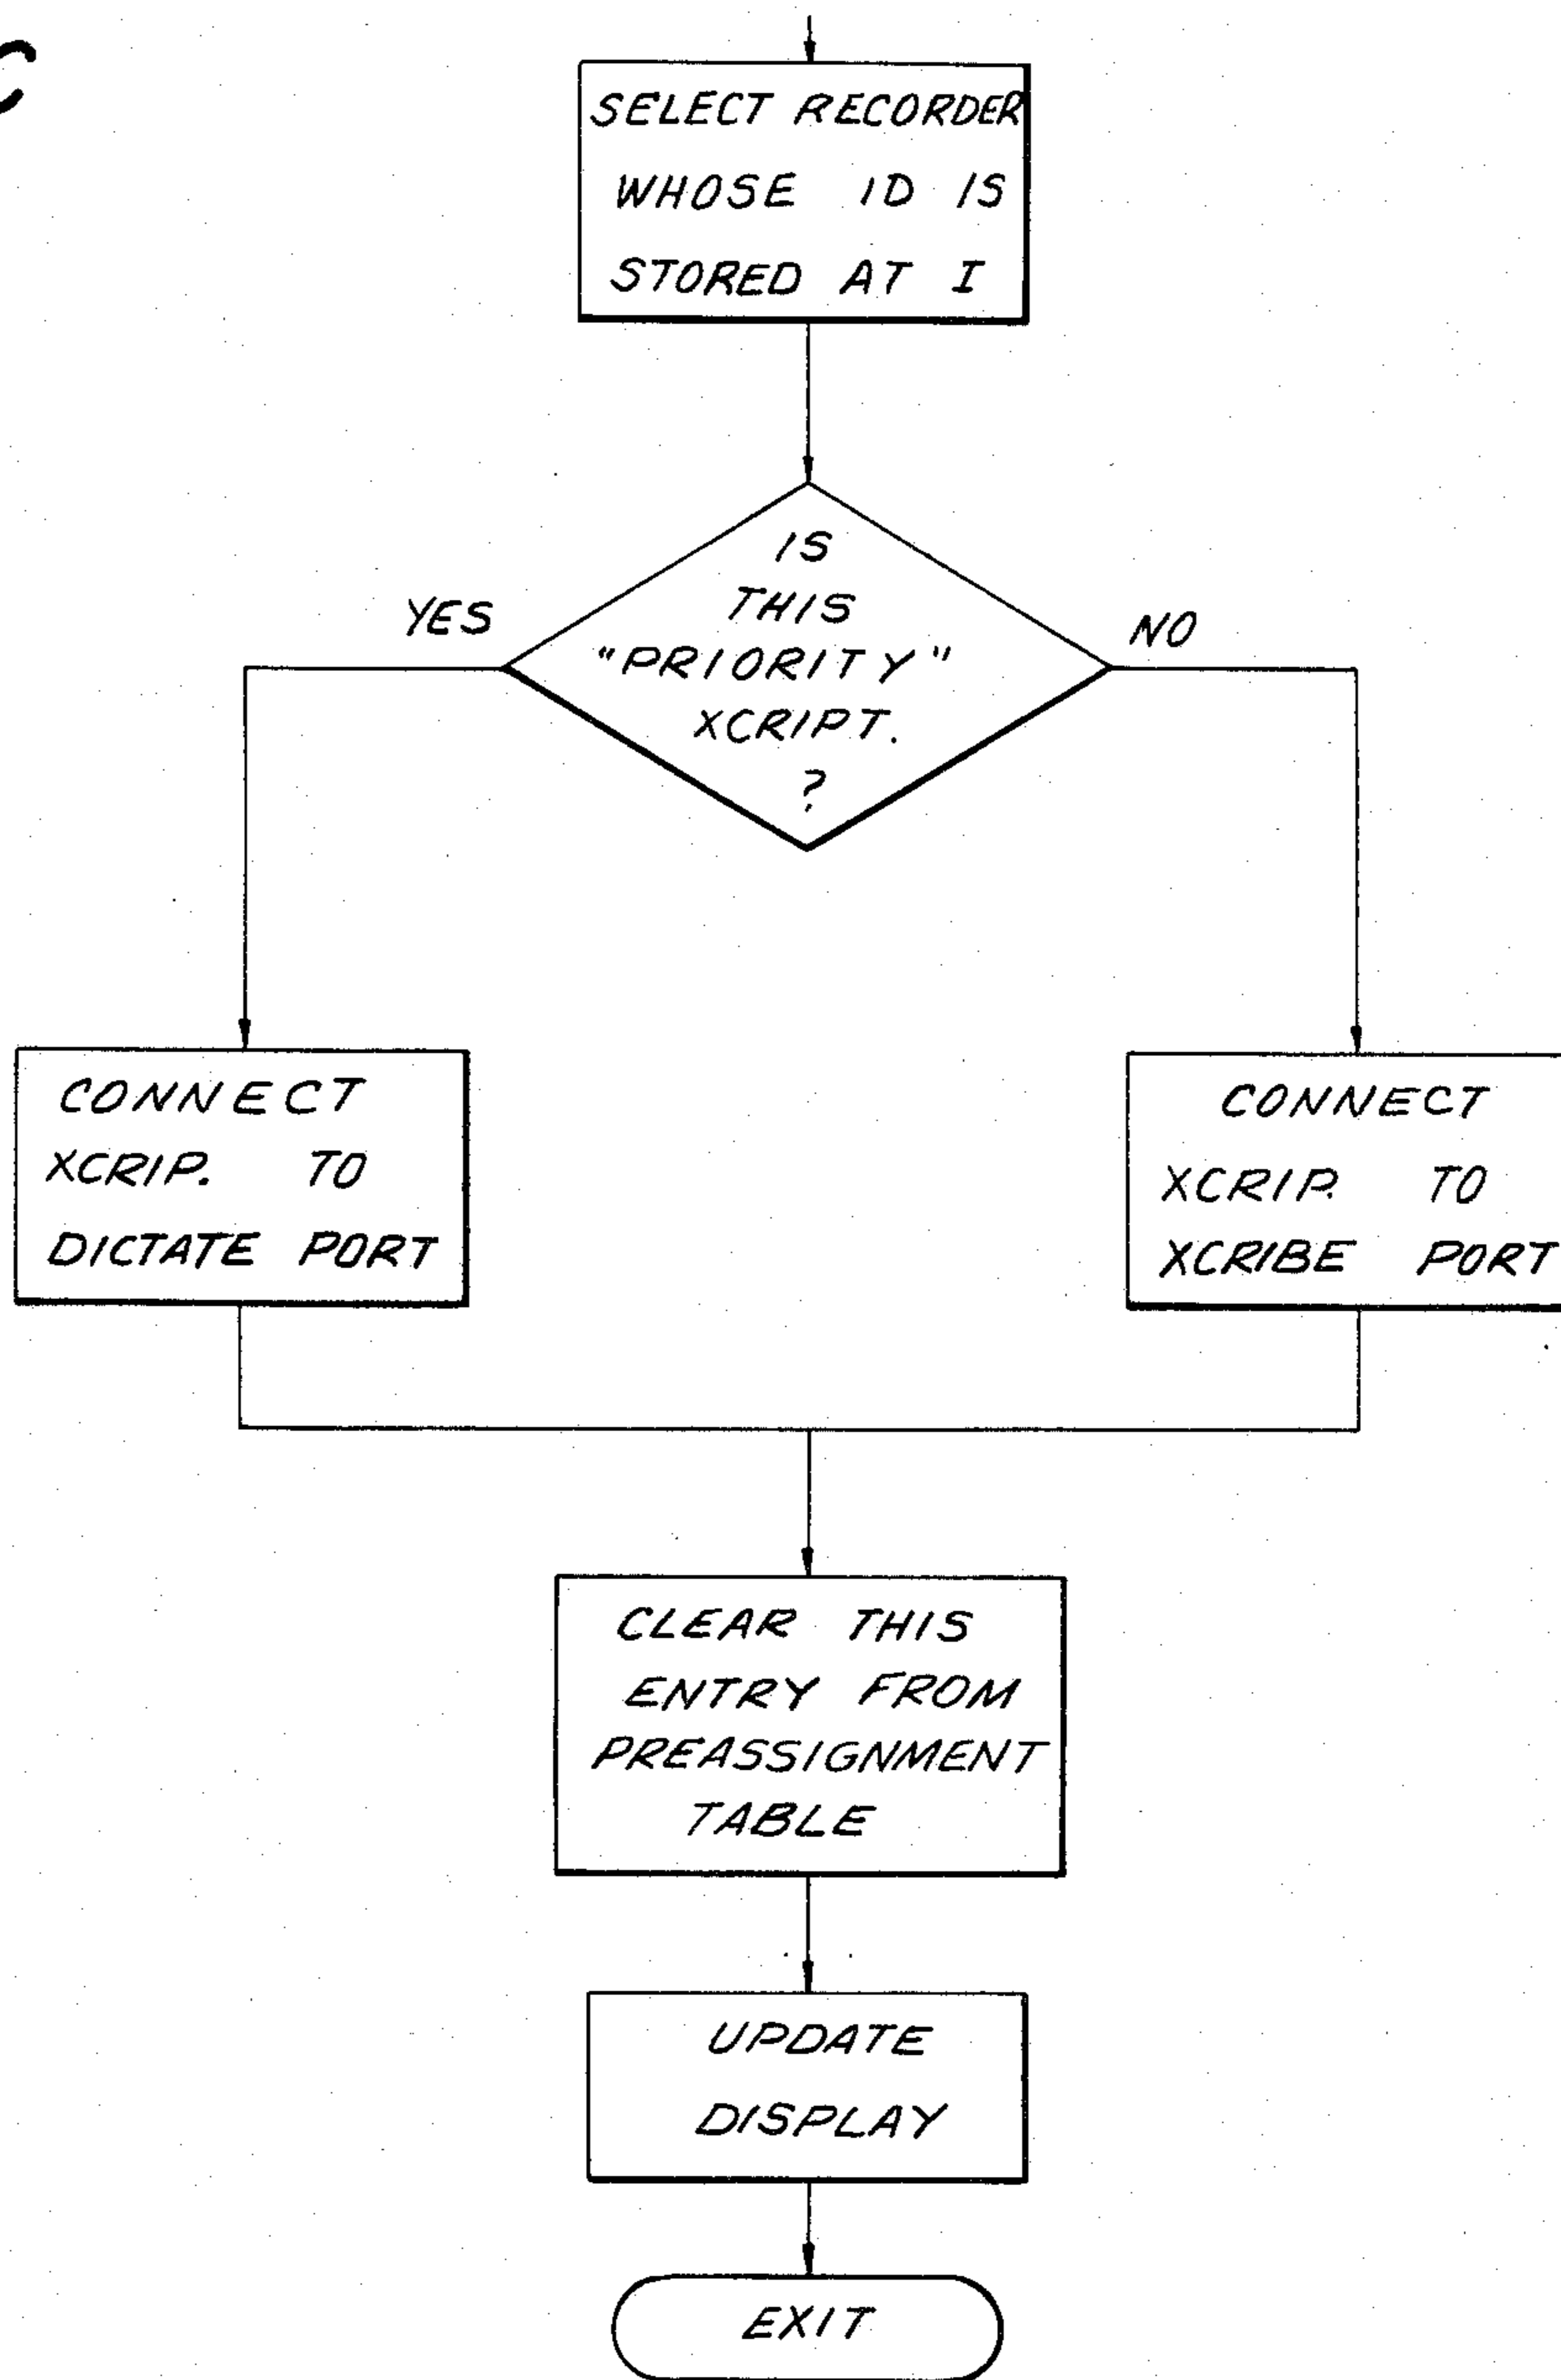 C
SELECT RECORDER
WHOSE ID IS
STORED AT I
IS
THIS
"PRIORITY"
XCRIPT.
?
YES
NO
CONNECT
XCRIP. TO
DICTATE PORT
CONNECT
XCRIP. TO
XCRIBE PORT
CLEAR THIS
ENTRY FROM
PREASSIGNMENT
TABLE
UPDATE
DISPLAY
EXIT